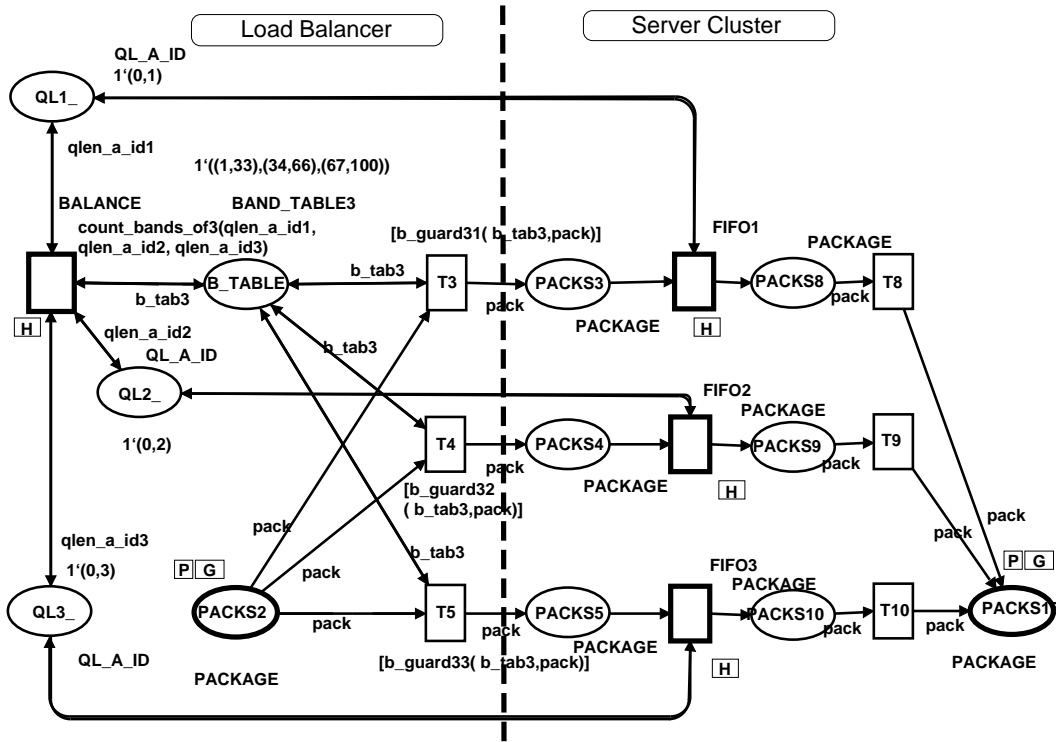 Load Balancer
Server Cluster
QL_A_ID
1‘(0,1)
QL1_
qlen_a_id1
1‘((1,33),(34,66),(67,100))
BALANCE
BAND_TABLE3
count_bands_of3(qlen_a_id1,
qlen_a_id2, qlen_a_id3)
[b_guard31( b_tab3,pack)]
FIFO1
PACKAGE
b_tab3
B_TABLE
b_tab3
T3
pack
PACKS3
PACKAGE
H
PACKS8
pack
T8
H
qlen_a_id2
QL_A_ID
b_tab3
QL2_
1‘(0,2)
FIFO2
PACKAGE
T4
pack
PACKS4
PACKAGE
H
PACKS9
pack
T9
[b_guard32
( b_tab3,pack)]
pack
pack
pack
pack
qlen_a_id3
1‘(0,3)
b_tab3
FIFO3
PACKAGE
P G
P G
QL3_
PACKS2
pack
T5
pack
PACKS5
PACKAGE
PACKS10
pack
T10
pack
PACKS1
QL_A_ID
PACKAGE
[b_guard33( b_tab3,pack)]
H
PACKAGE